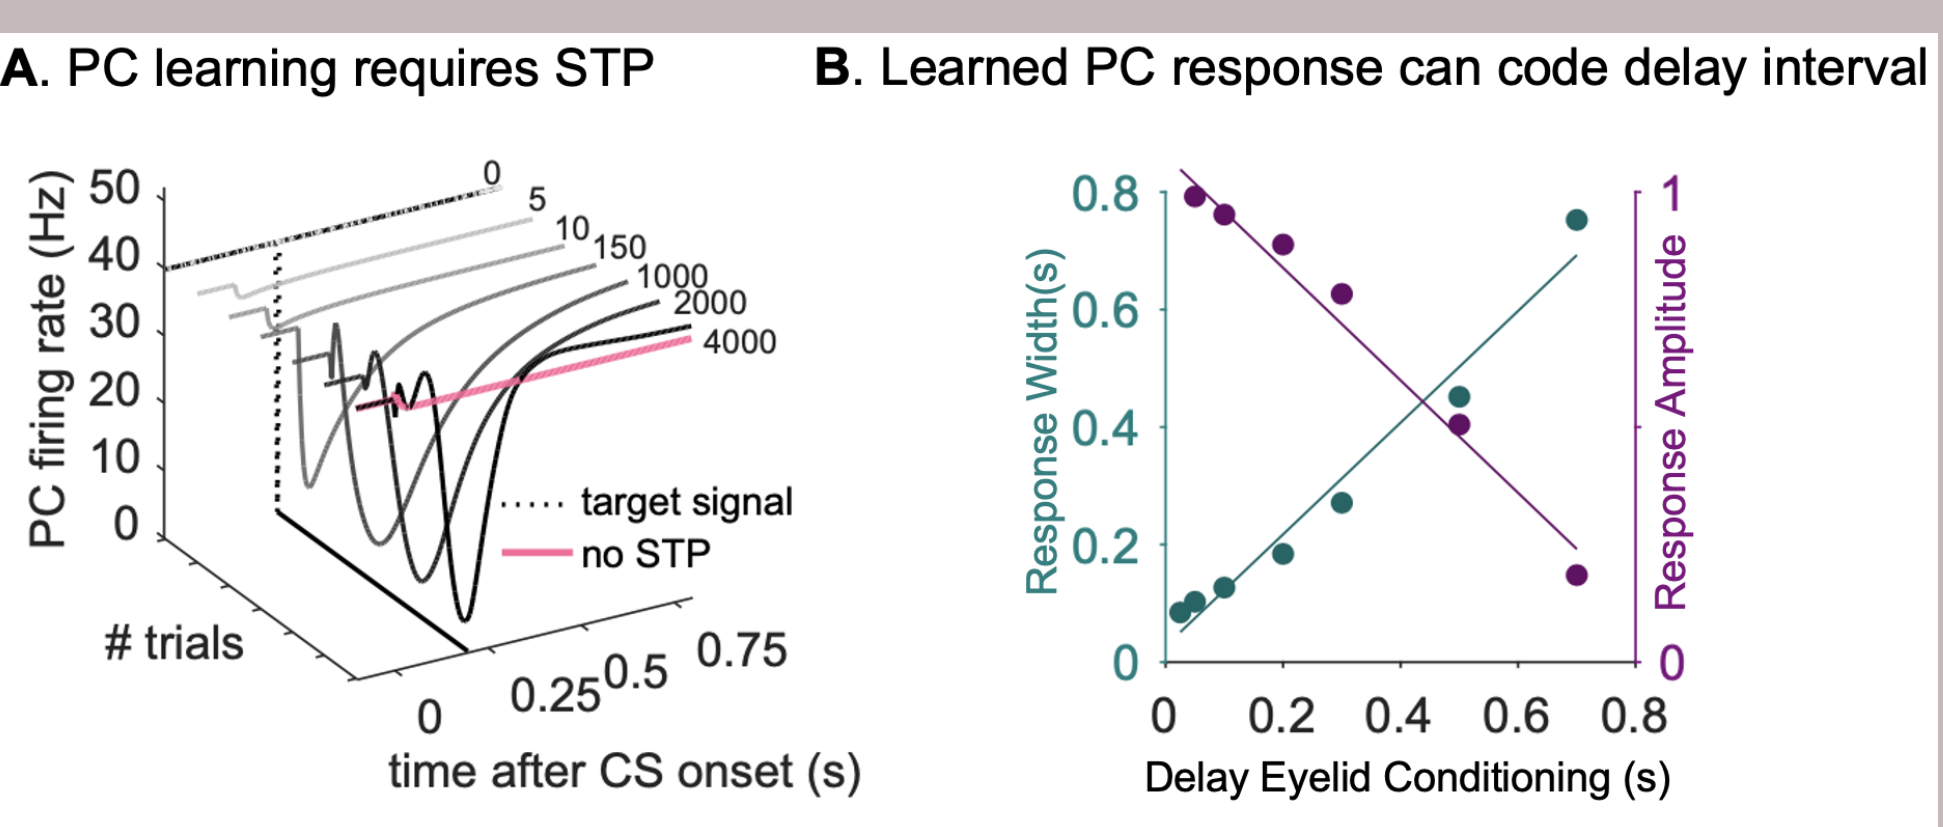 A. PC learning requires STP
PC firing rate (Hz)
50
40
30
20
10
0
0
5
10
150
1000
2000
4000
target signal
no STP
# trials
0
0.25
0.5
0.75
time after CS onset (s)
B. Learned PC response can code delay interval
Response Width(s)
0.8
0.6
0.4
0.2
0
1
0
Response Amplitude
0
0.2
0.4
0.6
0.8
Delay Eyelid Conditioning (s)